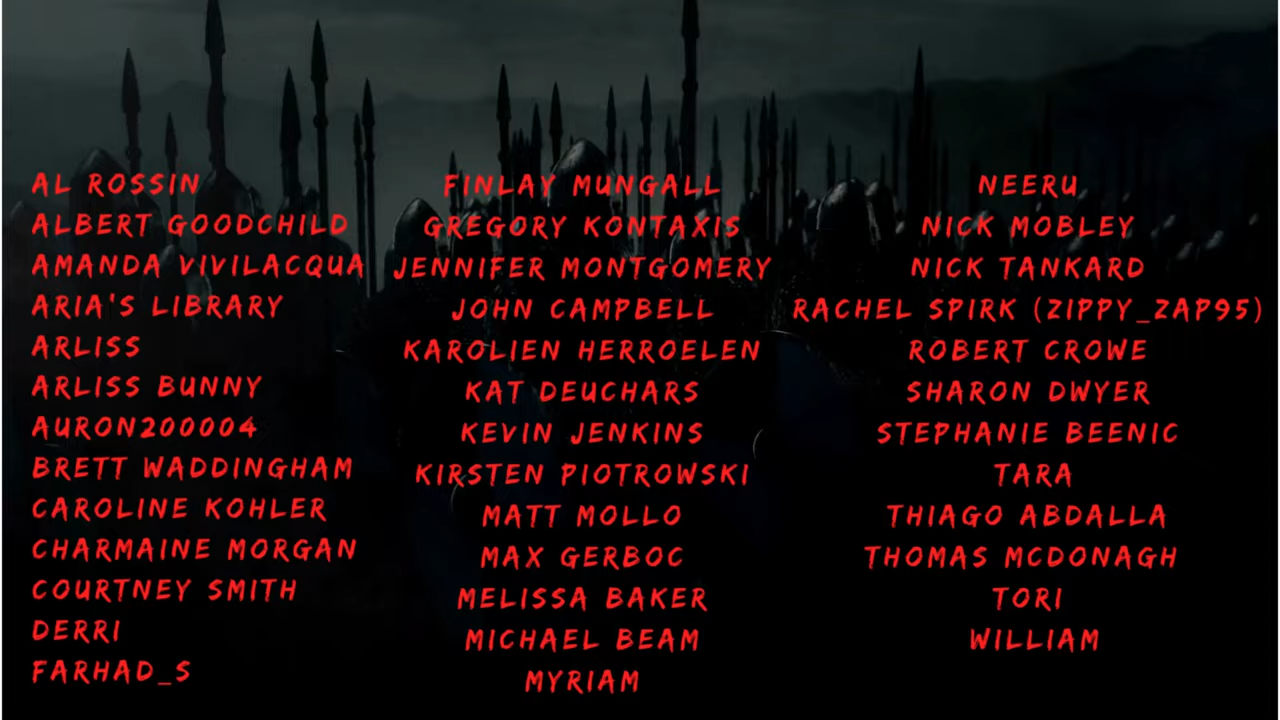 AL ROSSIN
ALBERT GOODCHILD
AMANDA VIVILACQUA
ARIA'S LIBRARY
ARLISS
ARLISS BUNNY
AURON200004
BRETT WADDINGHAM
CAROLINE KOHLER
CHARMAINE MORGAN
COURTNEY SMITH
DERRI
FARHAD_S
FINLAY MUNGALL
GREGORY KONTAXIS
JENNIFER MONTGOMERY
JOHN CAMPBELL
KAROLIEN HERROELEN
KAT DEUCHARS
KEVIN JENKINS
KIRSTEN PIOTROWSKI
MATT MOLLO
MAX GERBOC
MELISSA BAKER
MICHAEL BEAM
MYRIAM
NEERU
NICK MOBLEY
NICK TANKARD
RACHEL SPIRK (ZIPPY_ZAP95)
ROBERT CROWE
SHARON DWYER
STEPHANIE BEENIC
TARA
THIAGO ABDALLA
THOMAS MCDONAGH
TORI
WILLIAM